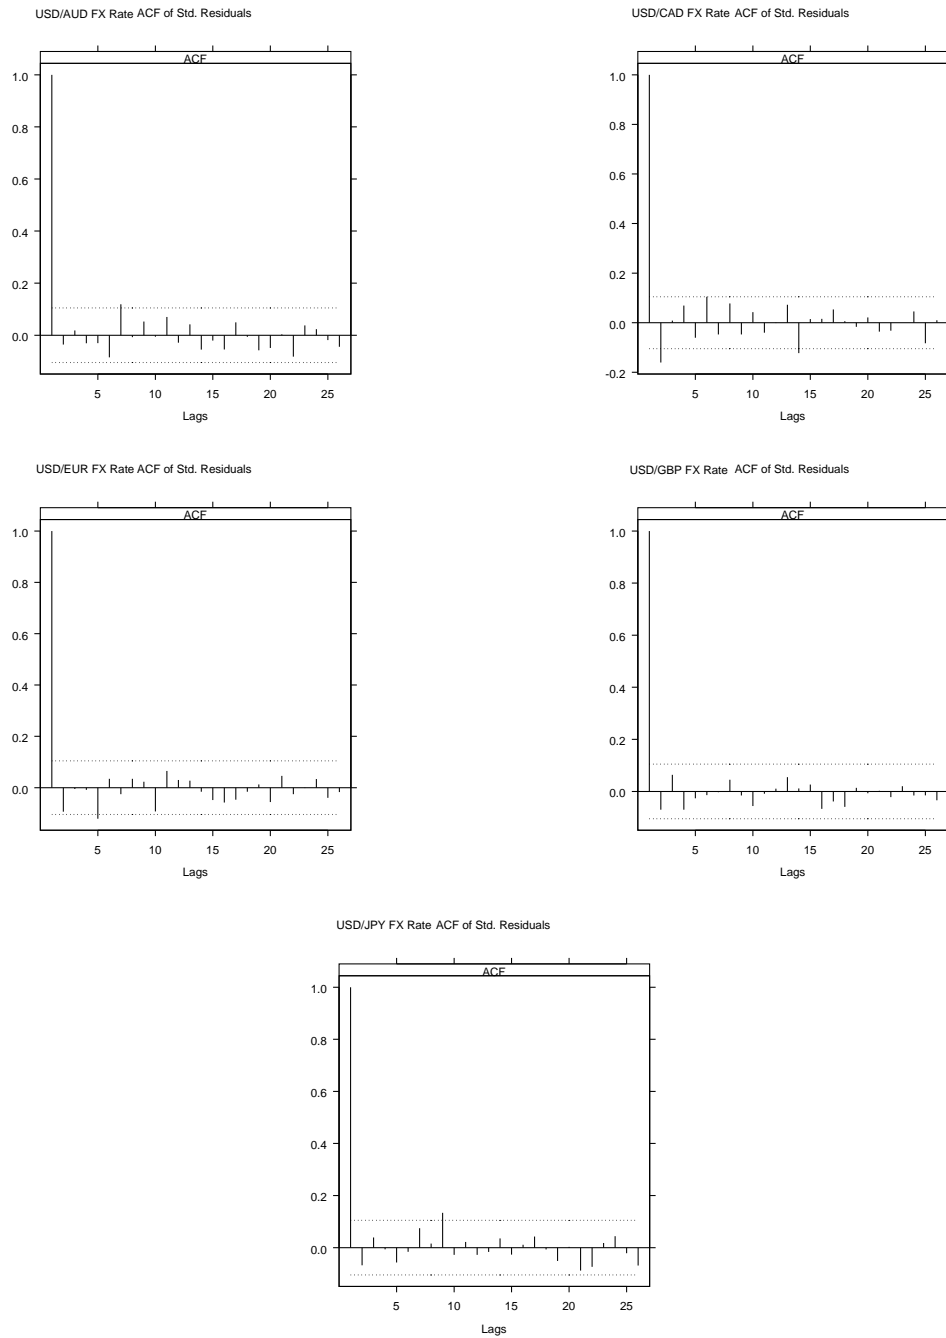 USD/AUD FX Rate ACF of Std. Residuals
ACF
1.0
0.8
0.6
0.4
0.2
0.0
5 10 15 20 25
Lags
USD/CAD FX Rate ACF of Std. Residuals
ACF
1.0
0.8
0.6
0.4
0.2
0.0
-0.2
5 10 15 20 25
Lags
USD/EUR FX Rate ACF of Std. Residuals
ACF
1.0
0.8
0.6
0.4
0.2
0.0
5 10 15 20 25
Lags
USD/GBP FX Rate ACF of Std. Residuals
ACF
1.0
0.8
0.6
0.4
0.2
0.0
5 10 15 20 25
Lags
USD/JPY FX Rate ACF of Std. Residuals
ACF
1.0
0.8
0.6
0.4
0.2
0.0
5 10 15 20 25
Lags